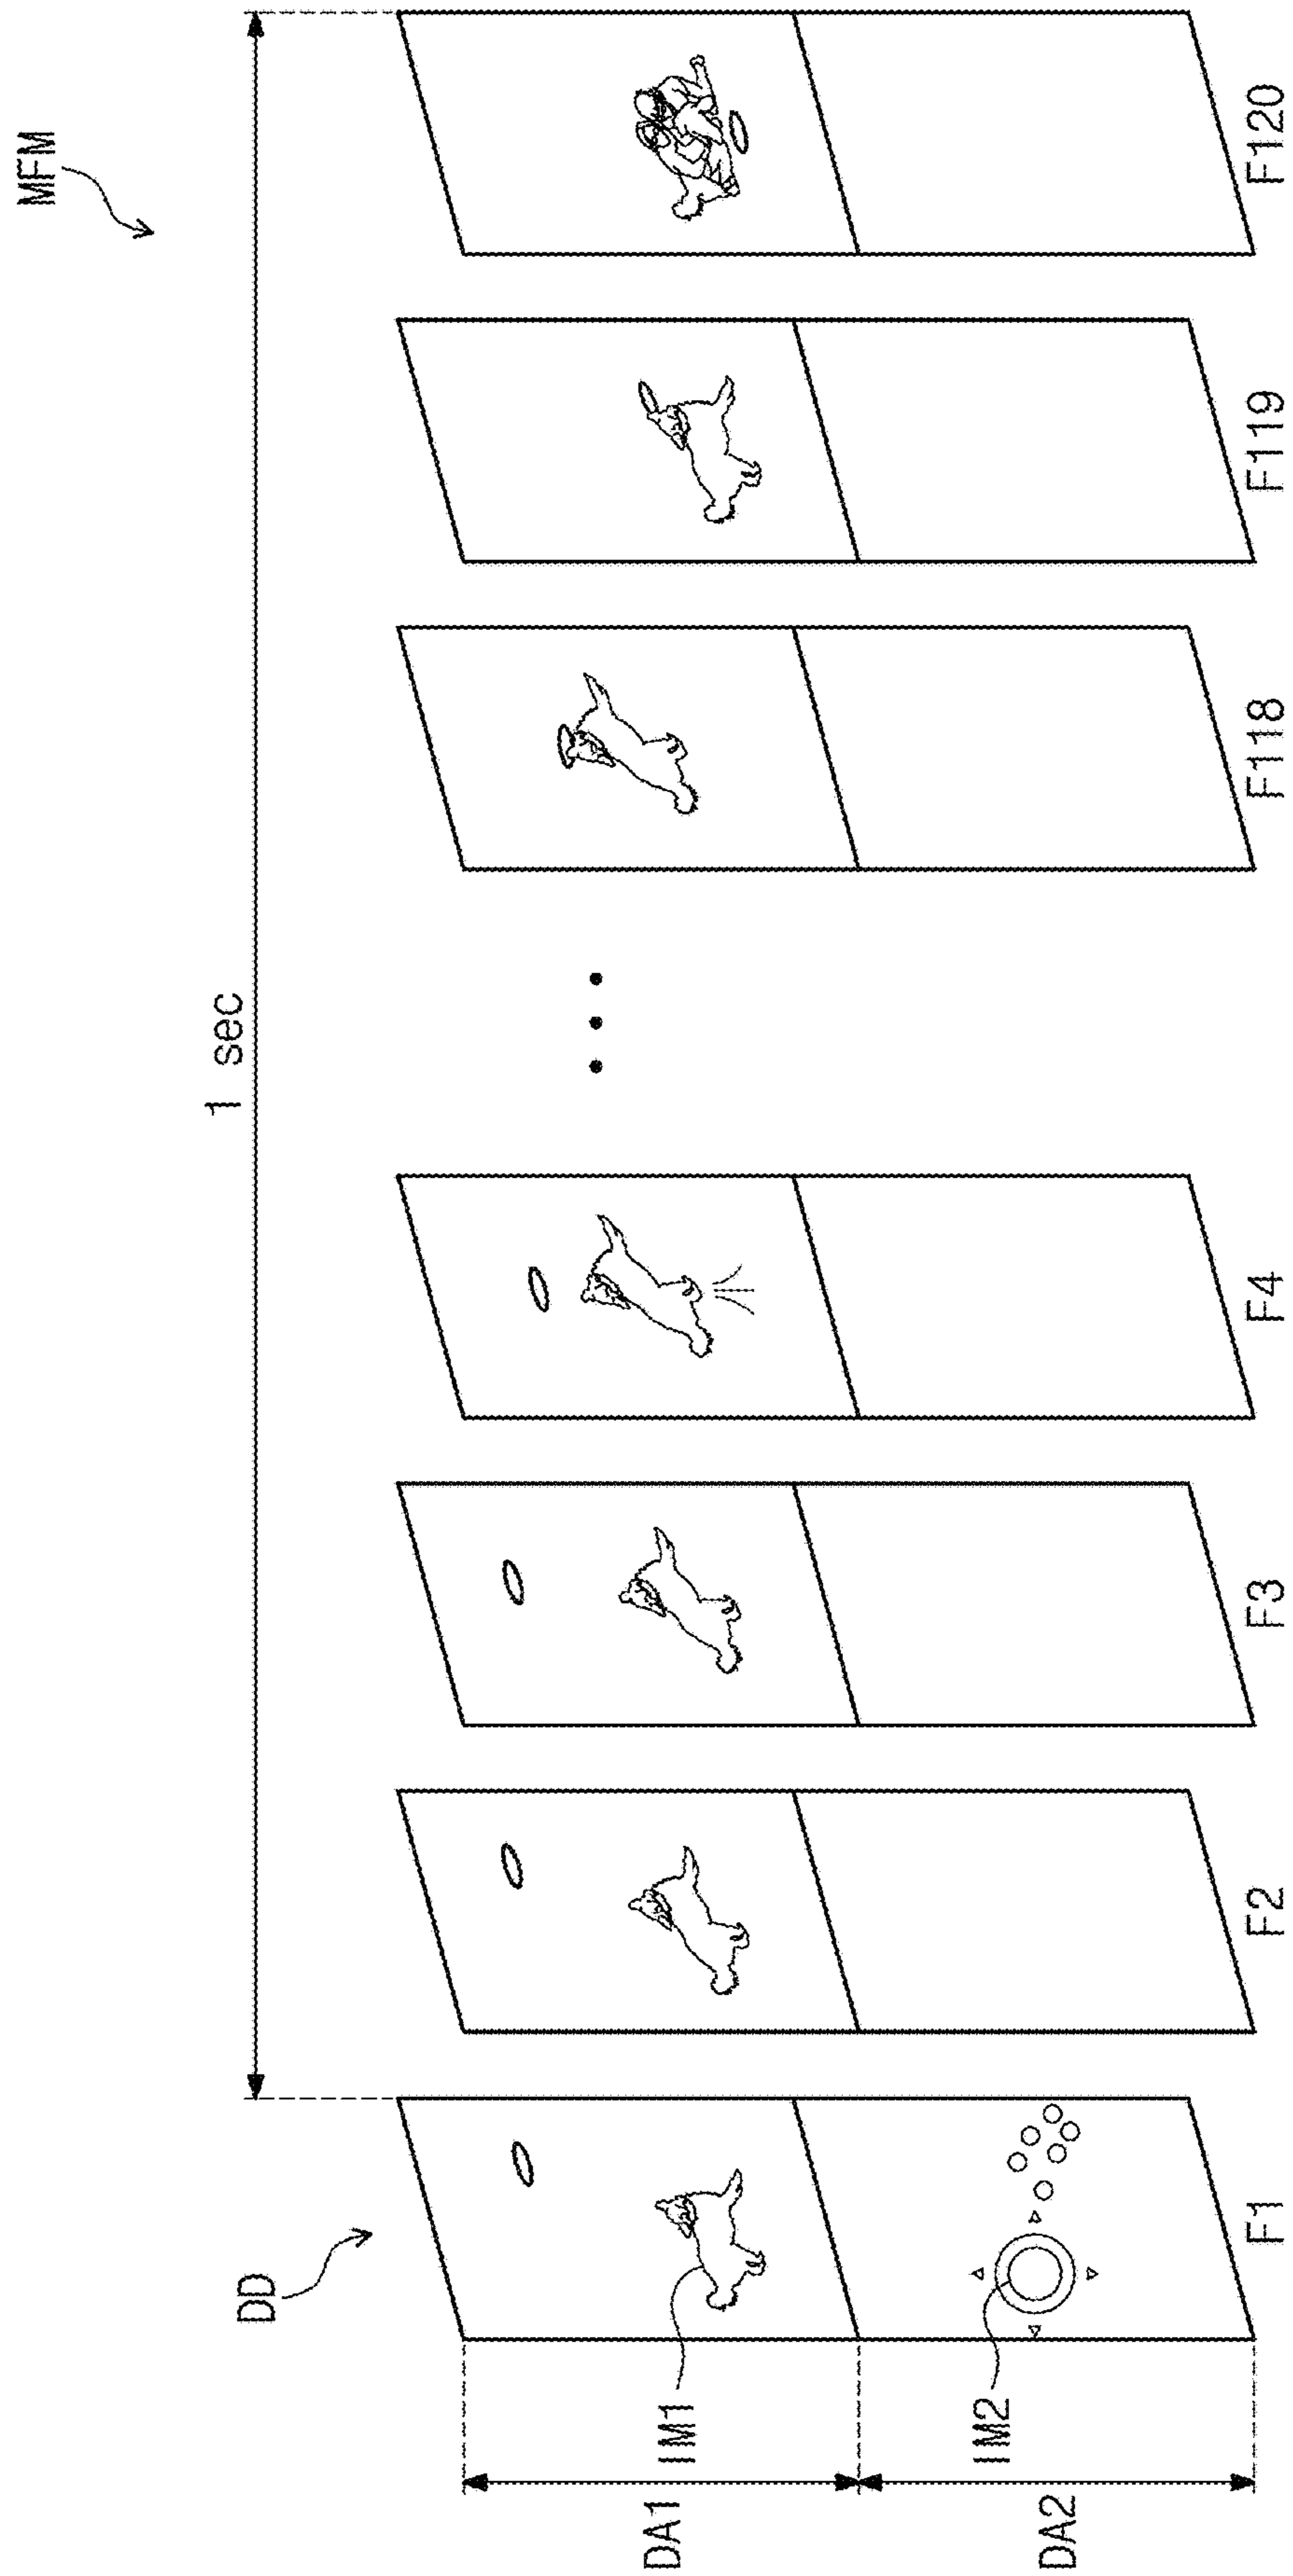 MFM
1 sec
DD
DA1
IM1
DA2
IM2
F1
F2
F3
F4
F118
F119
F120